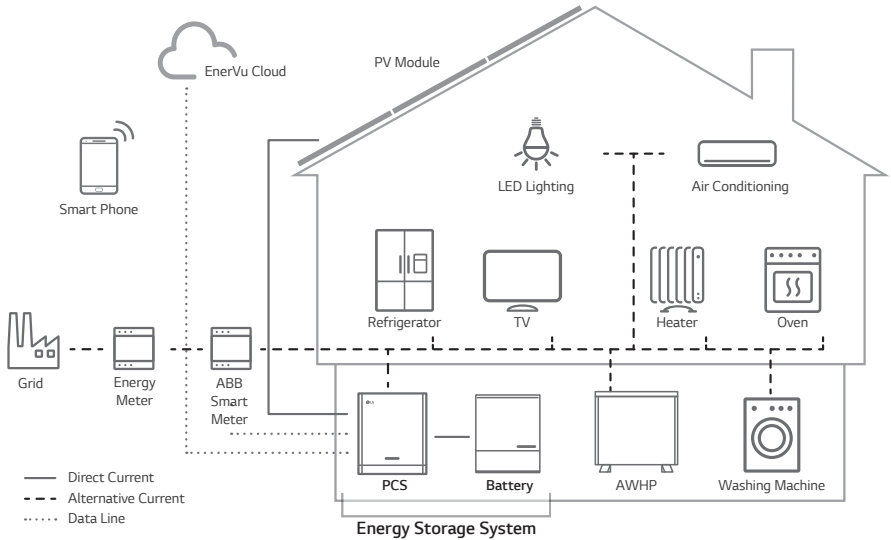 EnerVu Cloud
PV Module
Smart Phone
LED Lighting
Air Conditioning
Refrigerator
TV
Heater
Oven
Grid
Energy
Meter
ABB
Smart
Meter
PCS
Battery
AWHP
Washing Machine
Energy Storage System
Direct Current
Alternative Current
Data Line